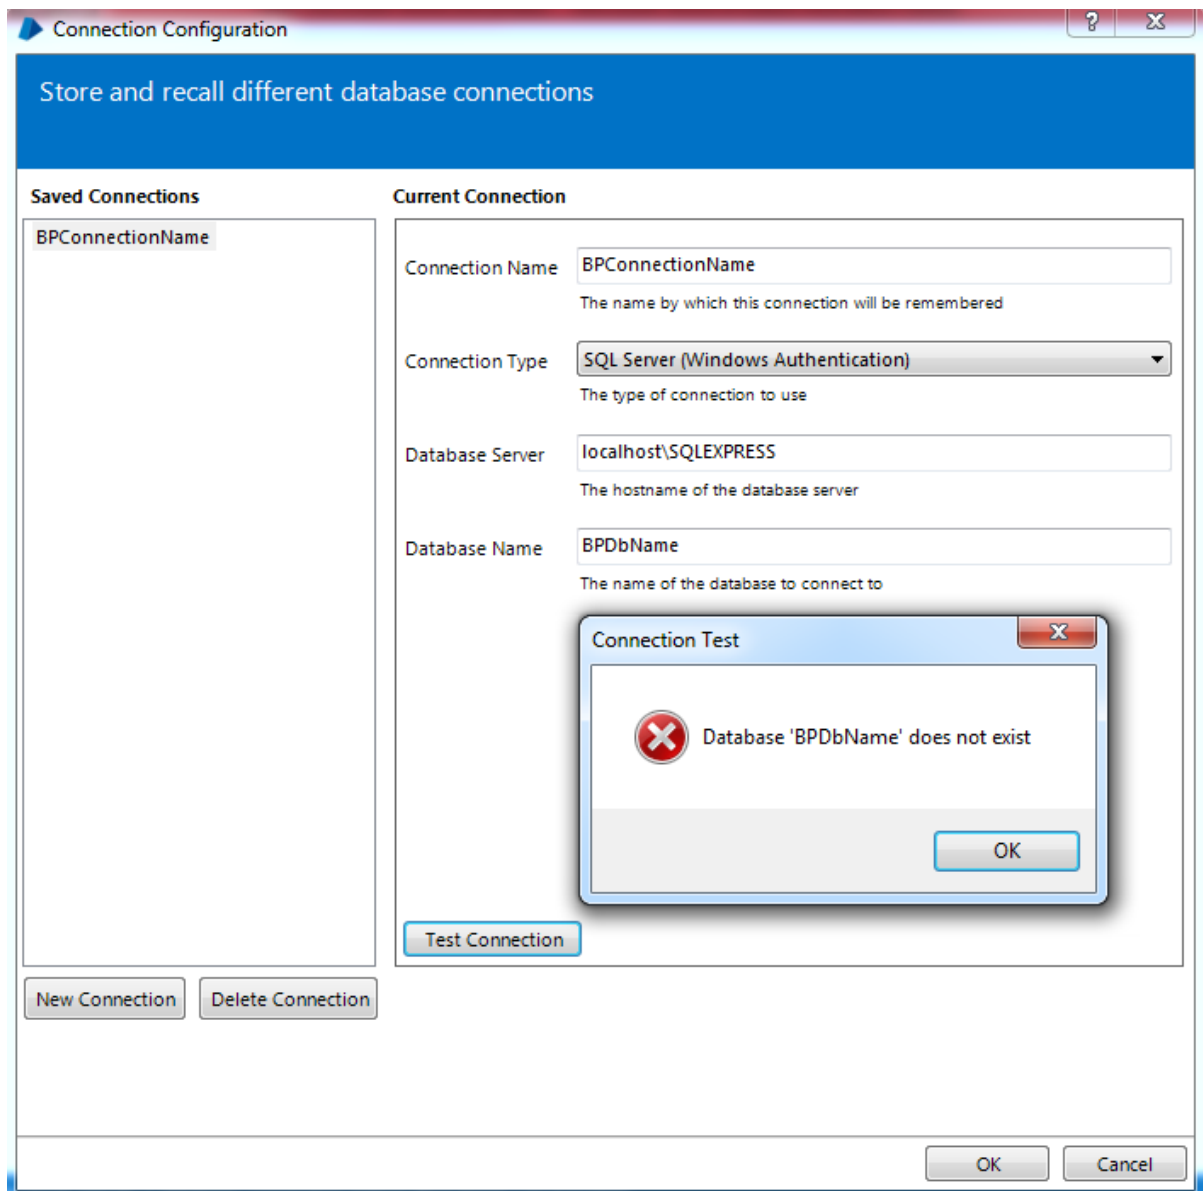 Connection Configuration
?
Store and recall different database connections
Saved Connections
BPConnectionName
Current Connection
Connection Name
BPConnectionName
The name by which this connection will be remembered
Connection Type
SQL Server (Windows Authentication)
The type of connection to use
Database Server
localhost\SQLEXPRESS
The hostname of the database server
Database Name
BPDbName
The name of the database to connect to
Connection Test
Database 'BPDbName' does not exist
OK
Test Connection
New Connection
Delete Connection
OK
Cancel